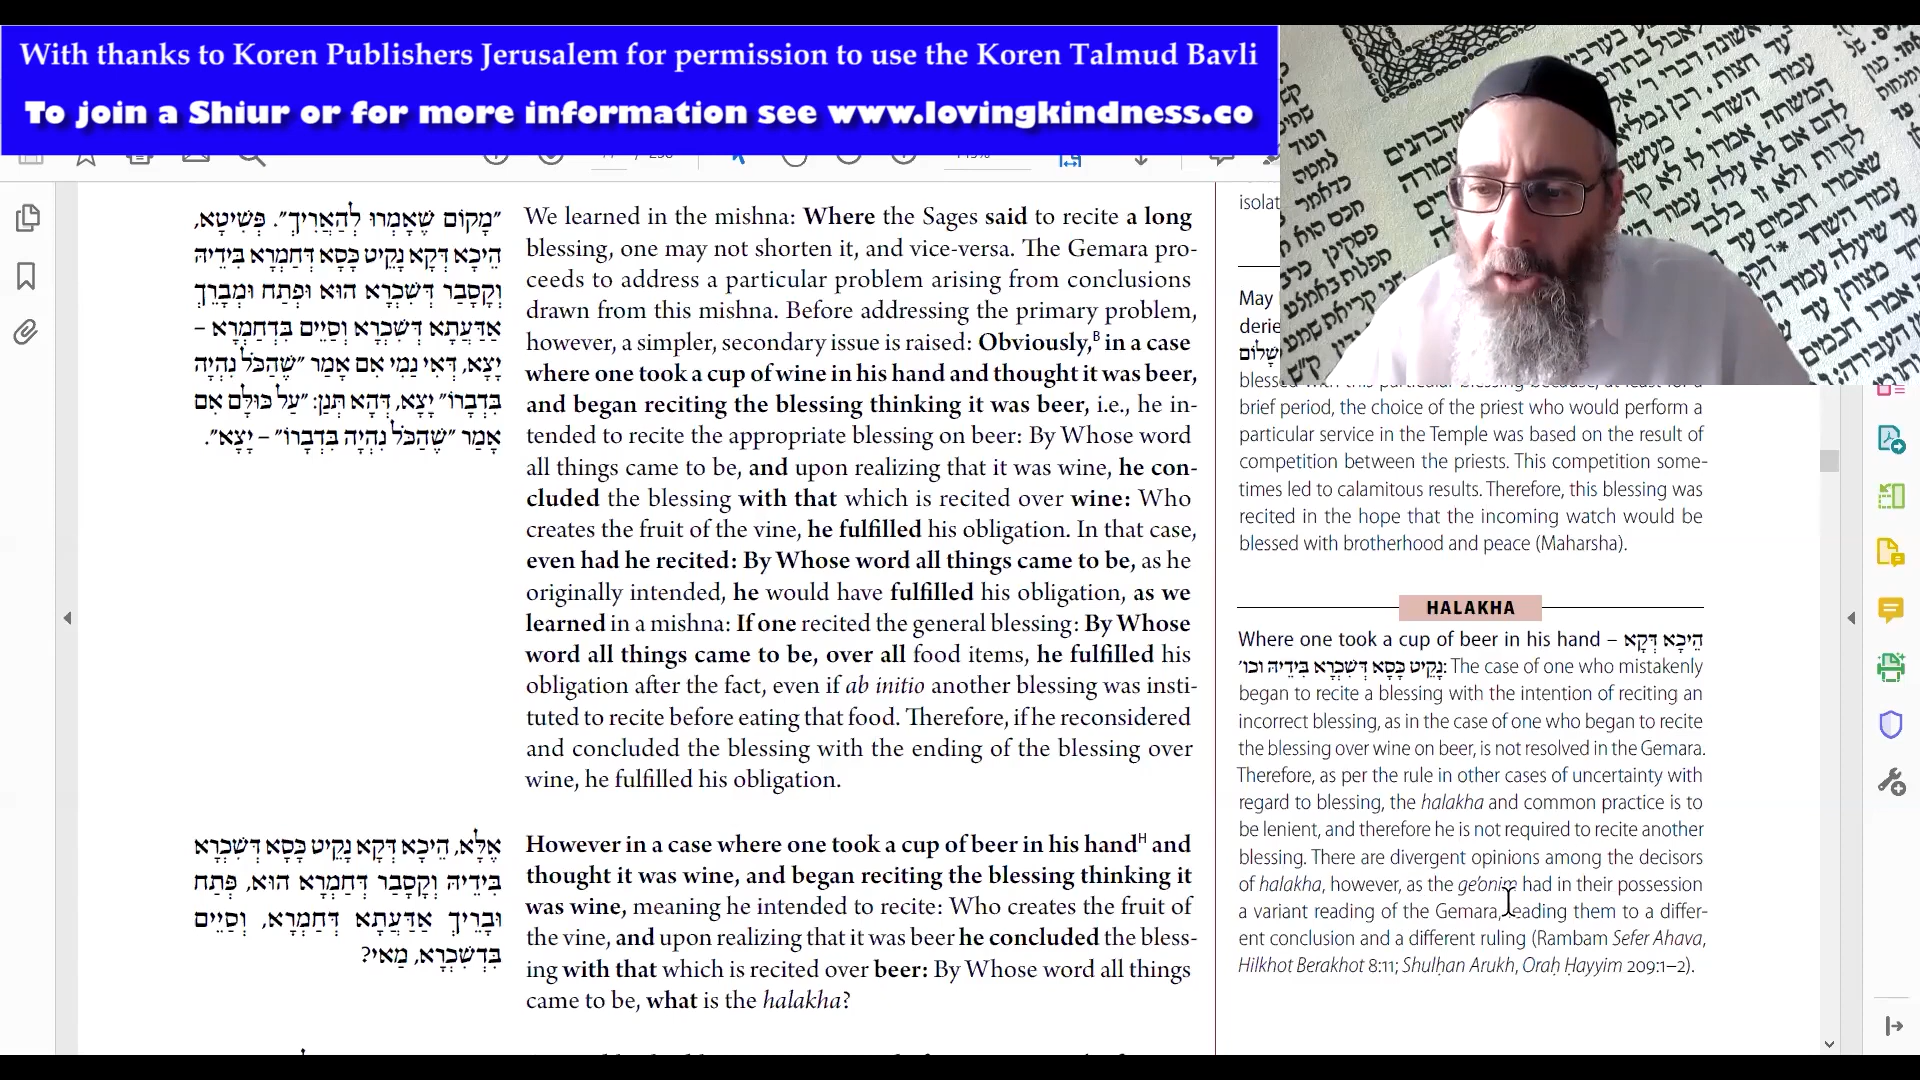 With thanks to Koren Publishers Jerusalem for permission to use the Koren Talmud Bavli
To join a Shiur or for more information see www.lovingkindness.co
״מָקוֹם שֶׁאָמְרוּ לְהַאֲרִיךְ״. פְּשִׁיטָא,
הֵיכָא דְּקָא נָקֵיט כָּסָא דְּחַמְרָא בִּידֵיהּ
וְקָסָבַר דְּשִׁכְרָא הוּא וּפְתַח וּמְבָרֵךְ
אַדַּעְתָּא דְּשִׁכְרָא וְסַיֵּים בִּדְחַמְרָא –
יָצָא, דְּאִי נַמִי אִם אָמַר ״שֶׁהַכֹּל נִהְיָה
בִּדְבָרוֹ״ יָצָא, דְּהָא תְּנַן: ״עַל כּוּלָּם אִם
אָמַר ״שֶׁהַכֹּל נִהְיָה בִּדְבָרוֹ״ – יָצָא״.
We learned in the mishna: Where the Sages said to recite a long
blessing, one may not shorten it, and vice-versa. The Gemara pro-
ceeds to address a particular problem arising from conclusions
drawn from this mishna. Before addressing the primary problem,
however, a simpler, secondary issue is raised: Obviously,ᴮ in a case
where one took a cup of wine in his hand and thought it was beer,
and began reciting the blessing thinking it was beer, i.e., he in-
tended to recite the appropriate blessing on beer: By Whose word
all things came to be, and upon realizing that it was wine, he con-
cluded the blessing with that which is recited over wine: Who
creates the fruit of the vine, he fulfilled his obligation. In that case,
even had he recited: By Whose word all things came to be, as he
originally intended, he would have fulfilled his obligation, as we
learned in a mishna: If one recited the general blessing: By Whose
word all things came to be, over all food items, he fulfilled his
obligation after the fact, even if ab initio another blessing was insti-
tuted to recite before eating that food. Therefore, if he reconsidered
and concluded the blessing with the ending of the blessing over
wine, he fulfilled his obligation.
אֶלָּא, הֵיכָא דְּקָא נָקֵיט כָּסָא דְּשִׁכְרָא
בִּידֵיהּ וְקָסָבַר דְּחַמְרָא הוּא, פְּתַח
וּבָרֵיךְ אַדַּעְתָּא דְּחַמְרָא, וְסַיֵּים
בִּדְשִׁכְרָא, מַאי?
However in a case where one took a cup of beer in his handᴴ and
thought it was wine, and began reciting the blessing thinking it
was wine, meaning he intended to recite: Who creates the fruit of
the vine, and upon realizing that it was beer he concluded the bless-
ing with that which is recited over beer: By Whose word all things
came to be, what is the halakha?
isolat
May
derie
שָׁלוֹם
blessed with this particular blessing because, at least for a
brief period, the choice of the priest who would perform a
particular service in the Temple was based on the result of
competition between the priests. This competition some-
times led to calamitous results. Therefore, this blessing was
recited in the hope that the incoming watch would be
blessed with brotherhood and peace (Maharsha).
HALAKHA
Where one took a cup of beer in his hand – הֵיכָא דְּקָא
נָקֵיט כָּסָא דְּשִׁכְרָא בִּידֵיהּ וכו׳: The case of one who mistakenly
began to recite a blessing with the intention of reciting an
incorrect blessing, as in the case of one who began to recite
the blessing over wine on beer, is not resolved in the Gemara.
Therefore, as per the rule in other cases of uncertainty with
regard to blessing, the halakha and common practice is to
be lenient, and therefore he is not required to recite another
blessing. There are divergent opinions among the decisors
of halakha, however, as the ge'onim had in their possession
a variant reading of the Gemara, leading them to a differ-
ent conclusion and a different ruling (Rambam Sefer Ahava,
Hilkhot Berakhot 8:11; Shulḥan Arukh, Oraḥ Ḥayyim 209:1–2).